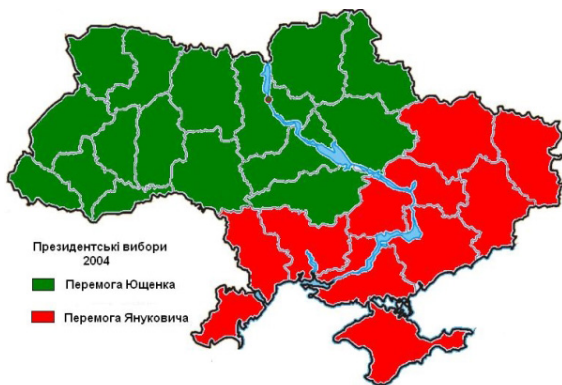 Президентські вибори
2004
Перемога Ющенка
Перемога Януковича